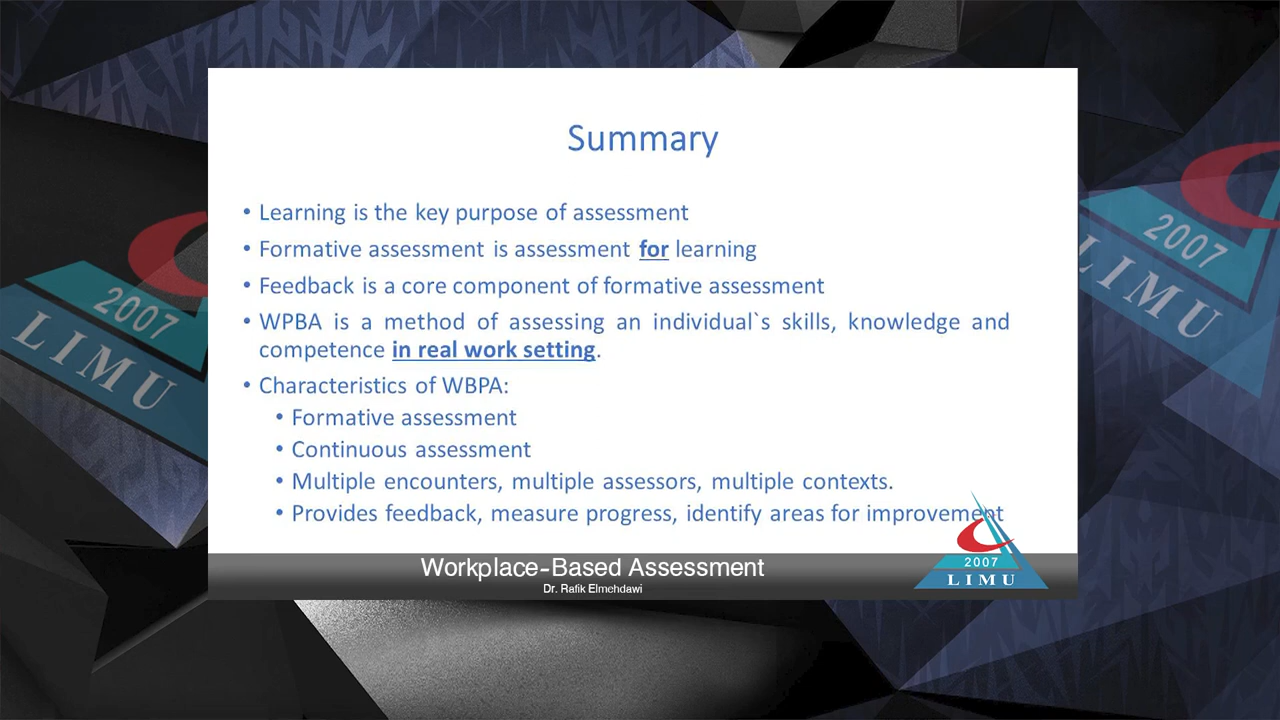 Summary
• Learning is the key purpose of assessment
• Formative assessment is assessment for learning
• Feedback is a core component of formative assessment
• WPBA is a method of assessing an individual`s skills, knowledge and
competence in real work setting.
• Characteristics of WBPA:
• Formative assessment
• Continuous assessment
• Multiple encounters, multiple assessors, multiple contexts.
• Provides feedback, measure progress, identify areas for improvement
Workplace-Based Assessment
Dr. Rafik Elmehdawi
2007
LIMU
2007
LIMU
2007
LIMU